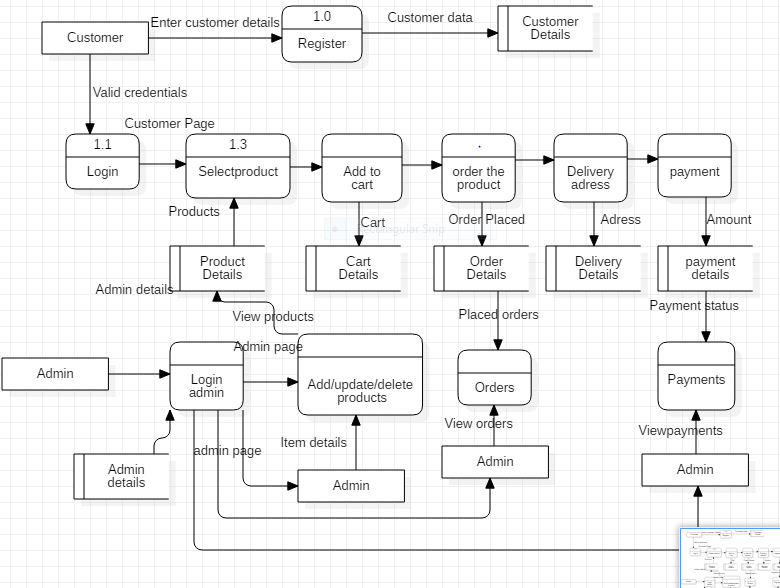 Customer
Enter customer details
1.0
Register
Customer data
Customer
Details
Valid credentials
Customer Page
1.1
Login
1.3
Selectproduct
Add to
cart
order the
product
Delivery
adress
payment
Products
Cart
Order Placed
Adress
Amount
Rectangular Snip
Product
Details
Cart
Details
Order
Details
Delivery
Details
payment
details
Admin details
View products
Placed orders
Payment status
Admin page
Admin
Login
admin
Add/update/delete
products
Orders
Payments
Admin
details
admin page
Item details
Admin
View orders
Admin
Viewpayments
Admin